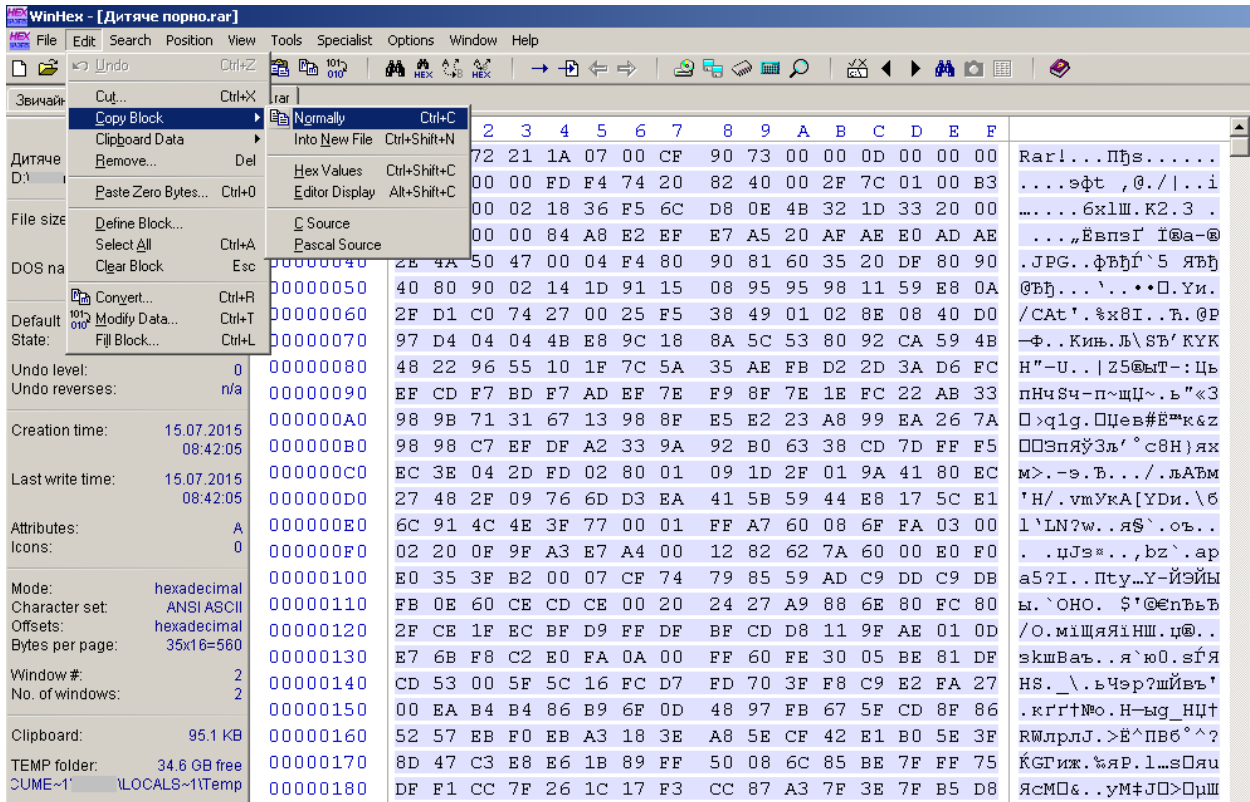 WinHex - [Дитяче порно.rar]
File Edit Search Position View Tools Specialist Options Window Help
Undo Ctrl+Z
Cut... Ctrl+X
Copy Block
Clipboard Data
Remove... Del
Paste Zero Bytes... Ctrl+0
Define Block...
Select All Ctrl+A
Clear Block Esc
Convert... Ctrl+R
Modify Data... Ctrl+T
Fill Block... Ctrl+L
Normally Ctrl+C
Into New File Ctrl+Shift+N
Hex Values Ctrl+Shift+C
Editor Display Alt+Shift+C
C Source
Pascal Source
.rar
Дитяче
D:\
File size
DOS na
Default
State:
Undo level: 0
Undo reverses: n/a
Creation time: 15.07.2015
08:42:05
Last write time: 15.07.2015
08:42:05
Attributes: A
Icons: 0
Mode: hexadecimal
Character set: ANSI ASCII
Offsets: hexadecimal
Bytes per page: 35x16=560
Window #: 2
No. of windows: 2
Clipboard: 95.1 KB
TEMP folder: 34.6 GB free
\LOCALS~1\Temp
2 3 4 5 6 7 8 9 A B C D E F
72 21 1A 07 00 CF 90 73 00 00 0D 00 00 00
00 00 FD F4 74 20 82 40 00 2F 7C 01 00 B3
00 02 18 36 F5 6C D8 0E 4B 32 1D 33 20 00
00 00 84 A8 E2 EF E7 A5 20 AF AE E0 AD AE
00000040 2E 4A 50 47 00 04 F4 80 90 81 60 35 20 DF 80 90
00000050 40 80 90 02 14 1D 91 15 08 95 95 98 11 59 E8 0A
00000060 2F D1 C0 74 27 00 25 F5 38 49 01 02 8E 08 40 D0
00000070 97 D4 04 04 4B E8 9C 18 8A 5C 53 80 92 CA 59 4B
00000080 48 22 96 55 10 1F 7C 5A 35 AE FB D2 2D 3A D6 FC
00000090 EF CD F7 BD F7 AD EF 7E F9 8F 7E 1E FC 22 AB 33
000000A0 98 9B 71 31 67 13 98 8F E5 E2 23 A8 99 EA 26 7A
000000B0 98 98 C7 EF DF A2 33 9A 92 B0 63 38 CD 7D FF F5
000000C0 EC 3E 04 2D FD 02 80 01 09 1D 2F 01 9A 41 80 EC
000000D0 27 48 2F 09 76 6D D3 EA 41 5B 59 44 E8 17 5C E1
000000E0 6C 91 4C 4E 3F 77 00 01 FF A7 60 08 6F FA 03 00
000000F0 02 20 0F 9F A3 E7 A4 00 12 82 62 7A 60 00 E0 F0
00000100 E0 35 3F B2 00 07 CF 74 79 85 59 AD C9 DD C9 DB
00000110 FB 0E 60 CE CD CE 00 20 24 27 A9 88 6E 80 FC 80
00000120 2F CE 1F EC BF D9 FF DF BF CD D8 11 9F AE 01 0D
00000130 E7 6B F8 C2 E0 FA 0A 00 FF 60 FE 30 05 BE 81 DF
00000140 CD 53 00 5F 5C 16 FC D7 FD 70 3F F8 C9 E2 FA 27
00000150 00 EA B4 B4 86 B9 6F 0D 48 97 FB 67 5F CD 8F 86
00000160 52 57 EB F0 EB A3 18 3E A8 5E CF 42 E1 B0 5E 3F
00000170 8D 47 C3 E8 E6 1B 89 FF 50 08 6C 85 BE 7F FF 75
00000180 DF F1 CC 7F 26 1C 17 F3 CC 87 A3 7F 3E 7F B5 D8